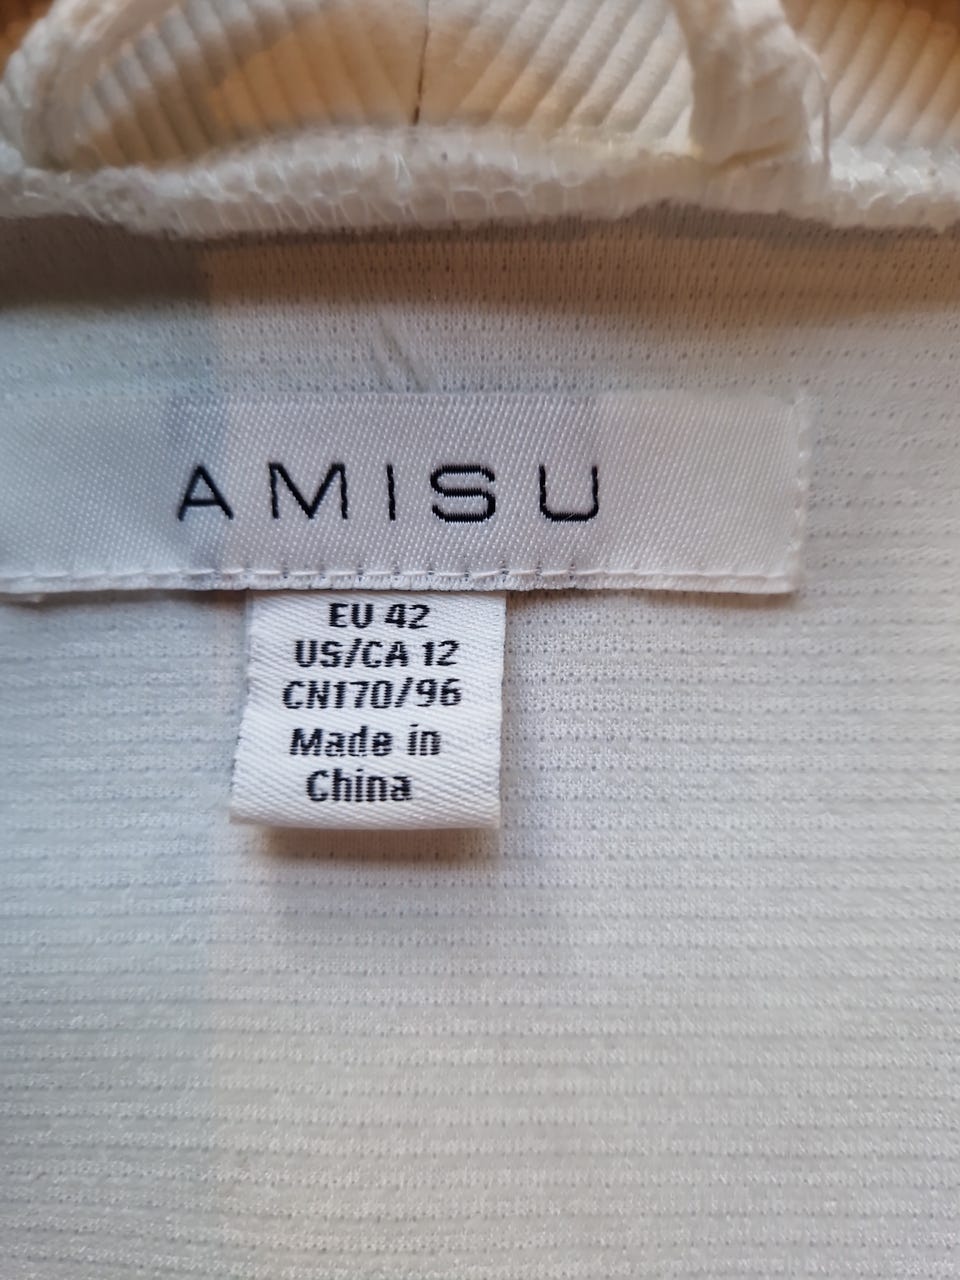 AMISU
EU 42
US/CA 12
CN170/96
Made in
China